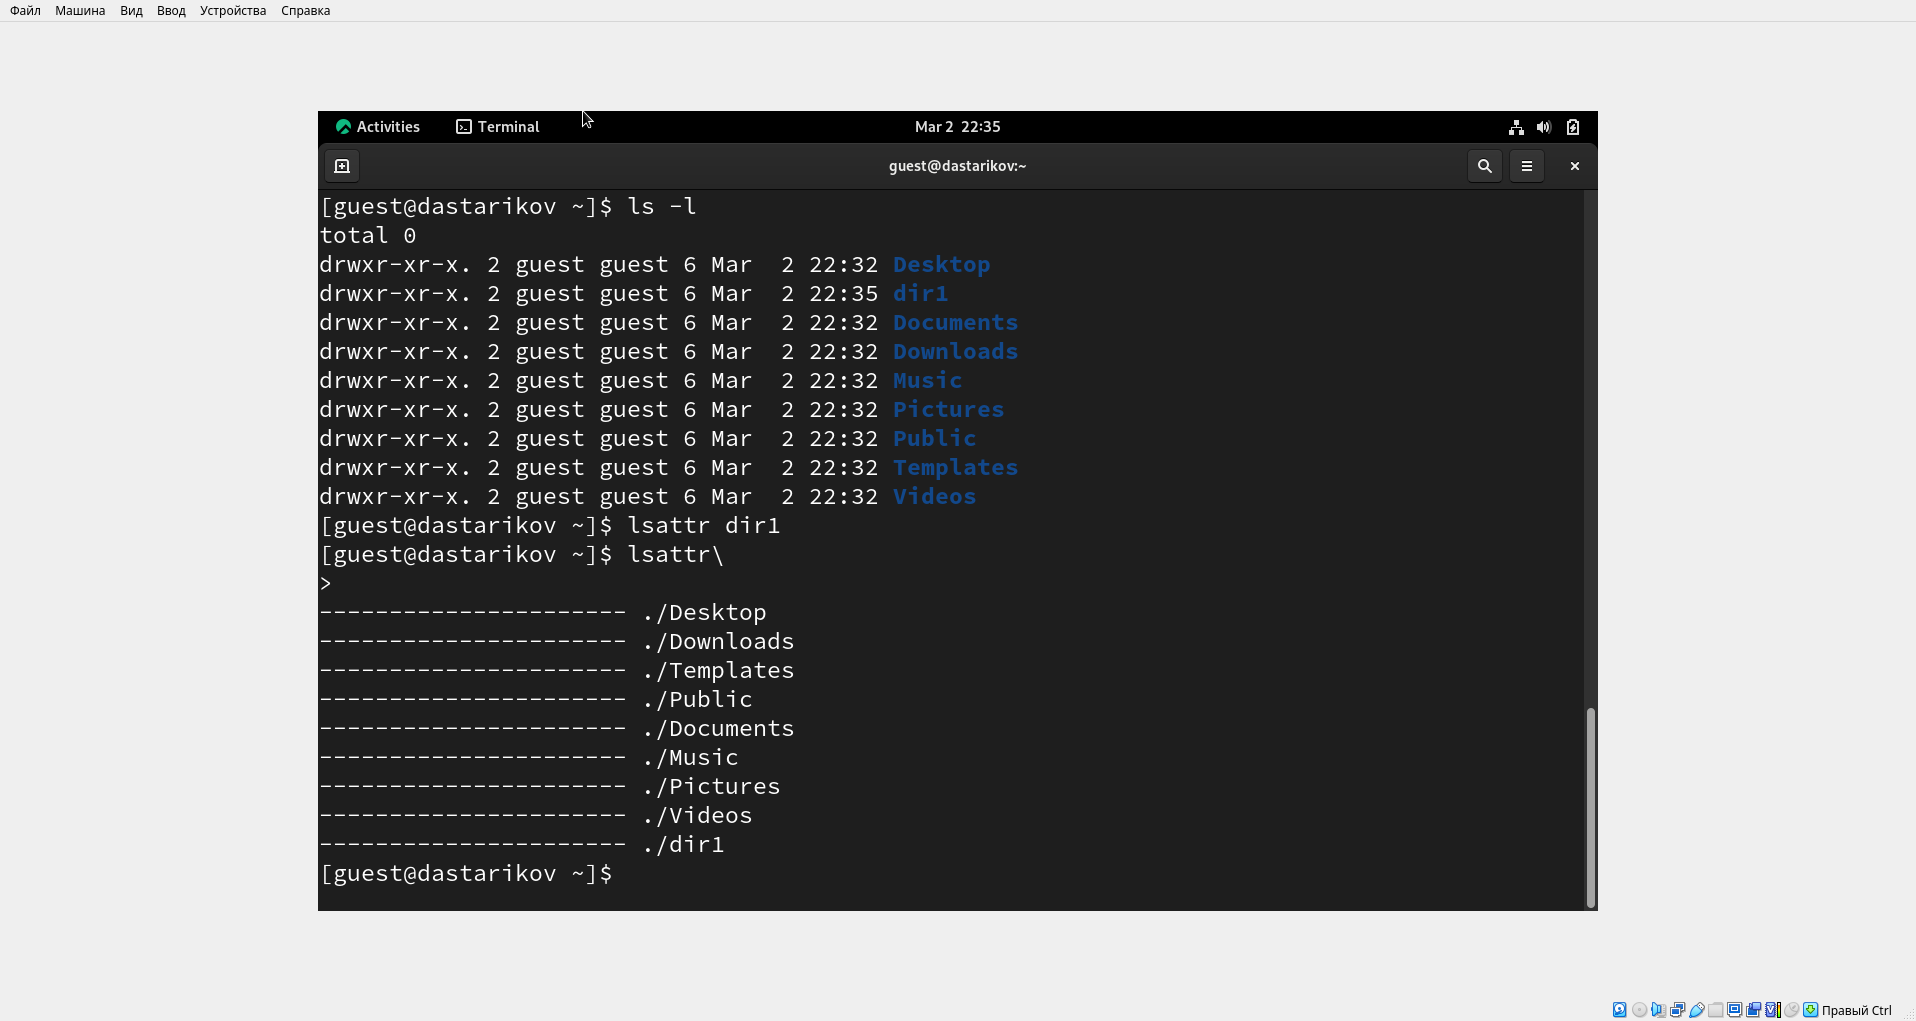 Файл Машина Вид Ввод Устройства Справка
Activities Terminal Mar 2 22:35
guest@dastarikov:~
[guest@dastarikov ~]$ ls -l
total 0
drwxr-xr-x. 2 guest guest 6 Mar  2 22:32 Desktop
drwxr-xr-x. 2 guest guest 6 Mar  2 22:35 dir1
drwxr-xr-x. 2 guest guest 6 Mar  2 22:32 Documents
drwxr-xr-x. 2 guest guest 6 Mar  2 22:32 Downloads
drwxr-xr-x. 2 guest guest 6 Mar  2 22:32 Music
drwxr-xr-x. 2 guest guest 6 Mar  2 22:32 Pictures
drwxr-xr-x. 2 guest guest 6 Mar  2 22:32 Public
drwxr-xr-x. 2 guest guest 6 Mar  2 22:32 Templates
drwxr-xr-x. 2 guest guest 6 Mar  2 22:32 Videos
[guest@dastarikov ~]$ lsattr dir1
[guest@dastarikov ~]$ lsattr\
>
---------------------- ./Desktop
---------------------- ./Downloads
---------------------- ./Templates
---------------------- ./Public
---------------------- ./Documents
---------------------- ./Music
---------------------- ./Pictures
---------------------- ./Videos
---------------------- ./dir1
[guest@dastarikov ~]$
Правый Ctrl